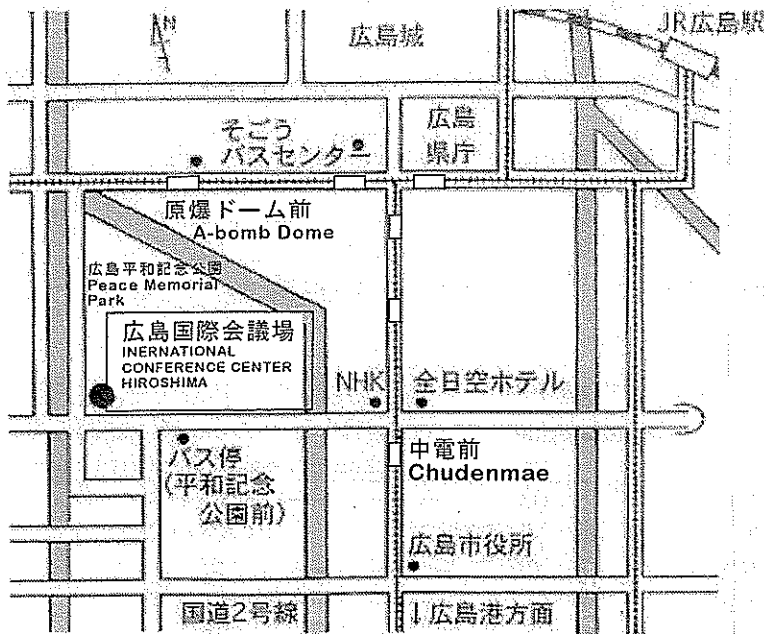 N
広島城
JR広島駅
そごう
バスセンター
広島
県庁
原爆ドーム前
A-bomb Dome
広島平和記念公園
Peace Memorial
Park
広島国際会議場
INERNATIONAL
CONFERENCE CENTER
HIROSHIMA
NHK
全日空ホテル
バス停
(平和記念
公園前)
中電前
Chudenmae
広島市役所
国道2号線
↓広島港方面